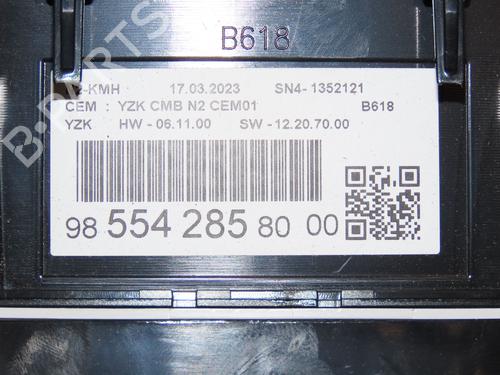 B618
-KMH 17.03.2023 SN4- 1352121
CEM : YZK CMB N2 CEM01 B618
YZK HW - 06.11.00 SW - 12.20.70.00
98 554 285 80 00
B-PARTS